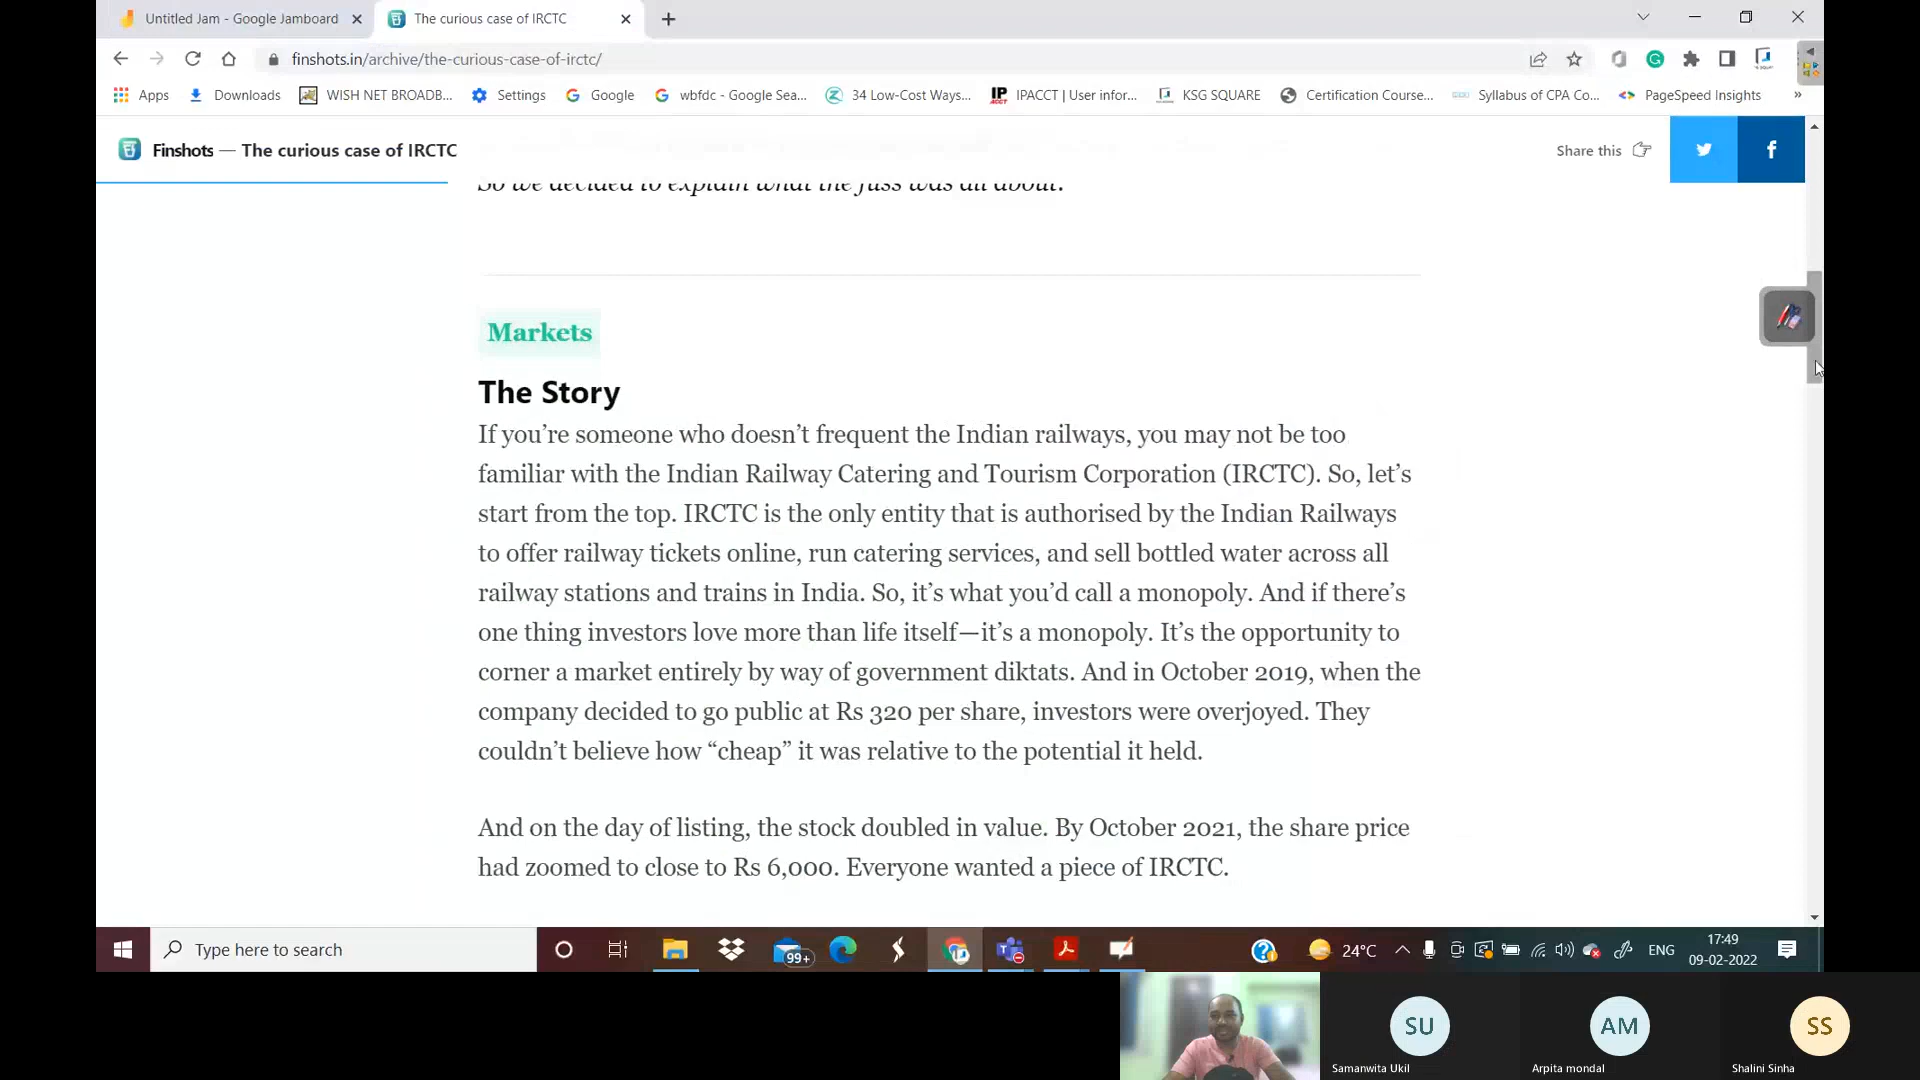 Untitled Jam - Google Jamboard
The curious case of IRCTC
finshots.in/archive/the-curious-case-of-irctc/
Apps
Downloads
WISH NET BROADB...
Settings
Google
wbfdc - Google Sea...
34 Low-Cost Ways...
IPACCT | User infor...
KSG SQUARE
Certification Course...
Syllabus of CPA Co...
PageSpeed Insights
»
Finshots — The curious case of IRCTC
Share this
So we decided to explain what the fuss was all about.
Markets
The Story
If you’re someone who doesn’t frequent the Indian railways, you may not be too
familiar with the Indian Railway Catering and Tourism Corporation (IRCTC). So, let’s
start from the top. IRCTC is the only entity that is authorised by the Indian Railways
to offer railway tickets online, run catering services, and sell bottled water across all
railway stations and trains in India. So, it’s what you’d call a monopoly. And if there’s
one thing investors love more than life itself—it’s a monopoly. It’s the opportunity to
corner a market entirely by way of government diktats. And in October 2019, when the
company decided to go public at Rs 320 per share, investors were overjoyed. They
couldn’t believe how “cheap” it was relative to the potential it held.
And on the day of listing, the stock doubled in value. By October 2021, the share price
had zoomed to close to Rs 6,000. Everyone wanted a piece of IRCTC.
Type here to search
99+
24°C
ENG
17:49
09-02-2022
SU
AM
SS
Samanwita Ukil
Arpita mondal
Shalini Sinha